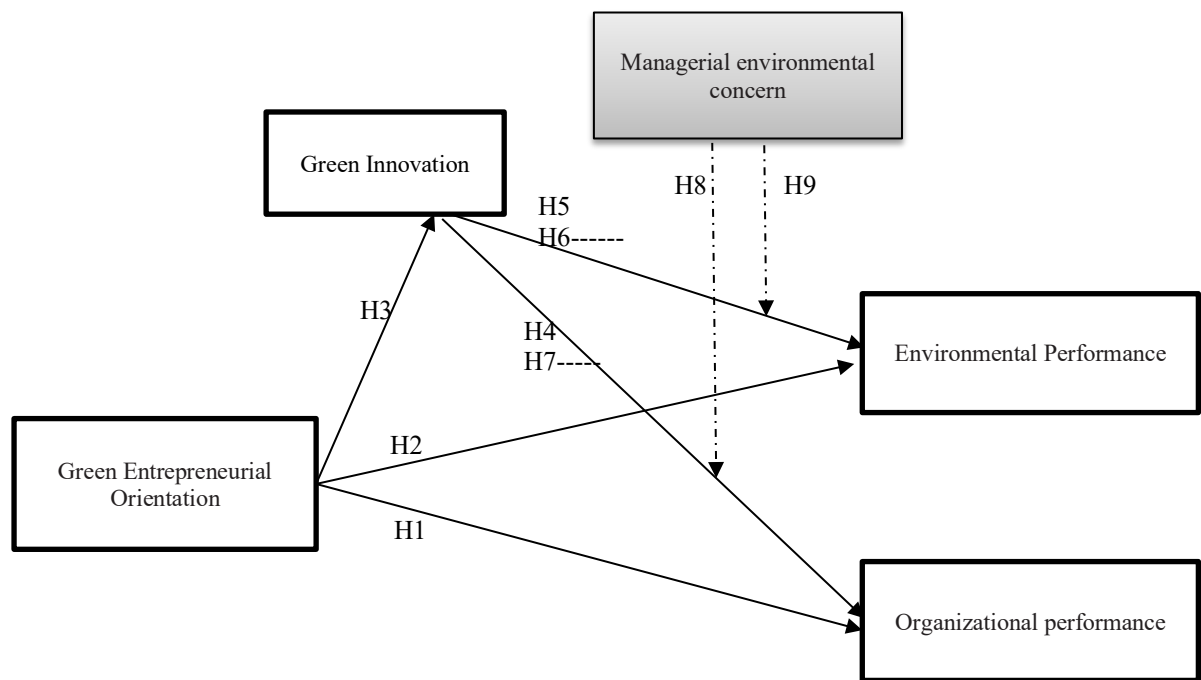 Managerial environmental
concern
Green Innovation
H8
H9
H5
H6------
H3
H4
H7-----
Environmental Performance
H2
Green Entrepreneurial
Orientation
H1
Organizational performance